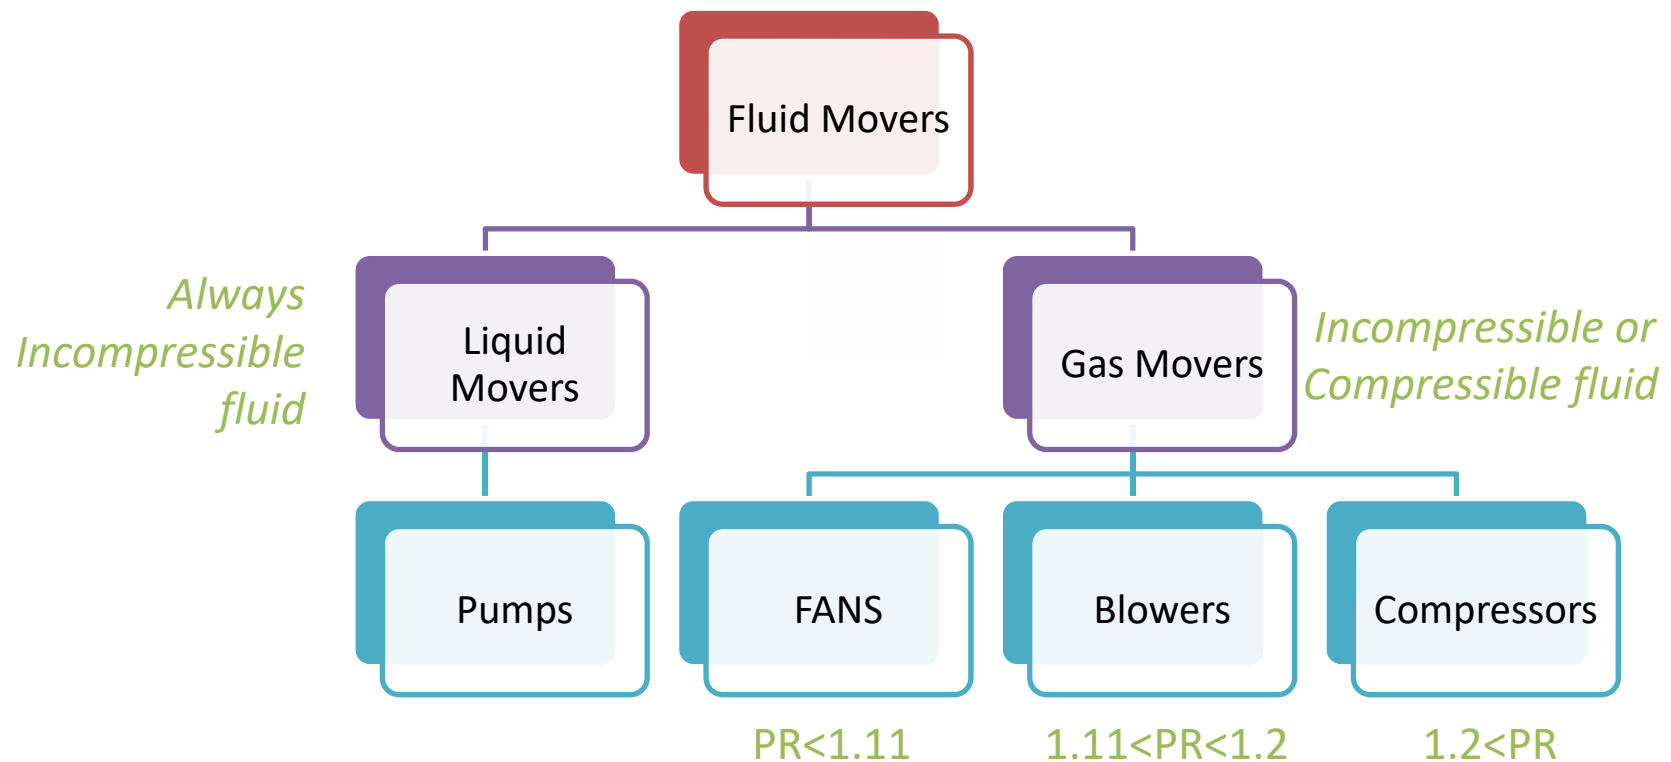 Fluid Movers
Always
Incompressible
fluid
Liquid
Movers
Gas Movers
Incompressible or
Compressible fluid
Pumps
FANS
Blowers
Compressors
PR<1.11
1.11<PR<1.2
1.2<PR